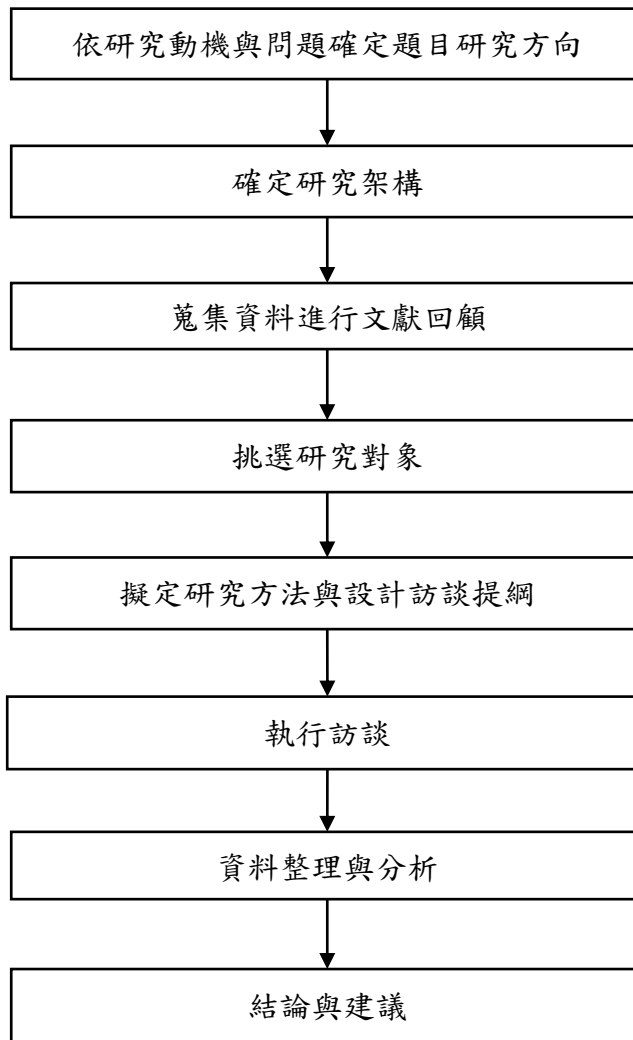 依研究動機與問題確定題目研究方向
確定研究架構
蒐集資料進行文獻回顧
挑選研究對象
擬定研究方法與設計訪談提綱
執行訪談
資料整理與分析
結論與建議